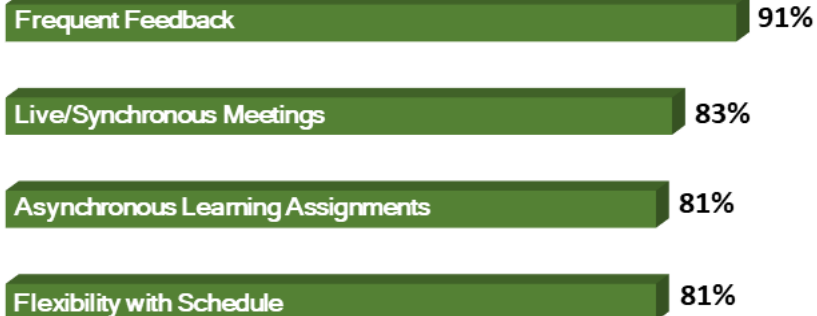 Frequent Feedback 91%
Live/Synchronous Meetings 83%
Asynchronous Learning Assignments 81%
Flexibility with Schedule 81%